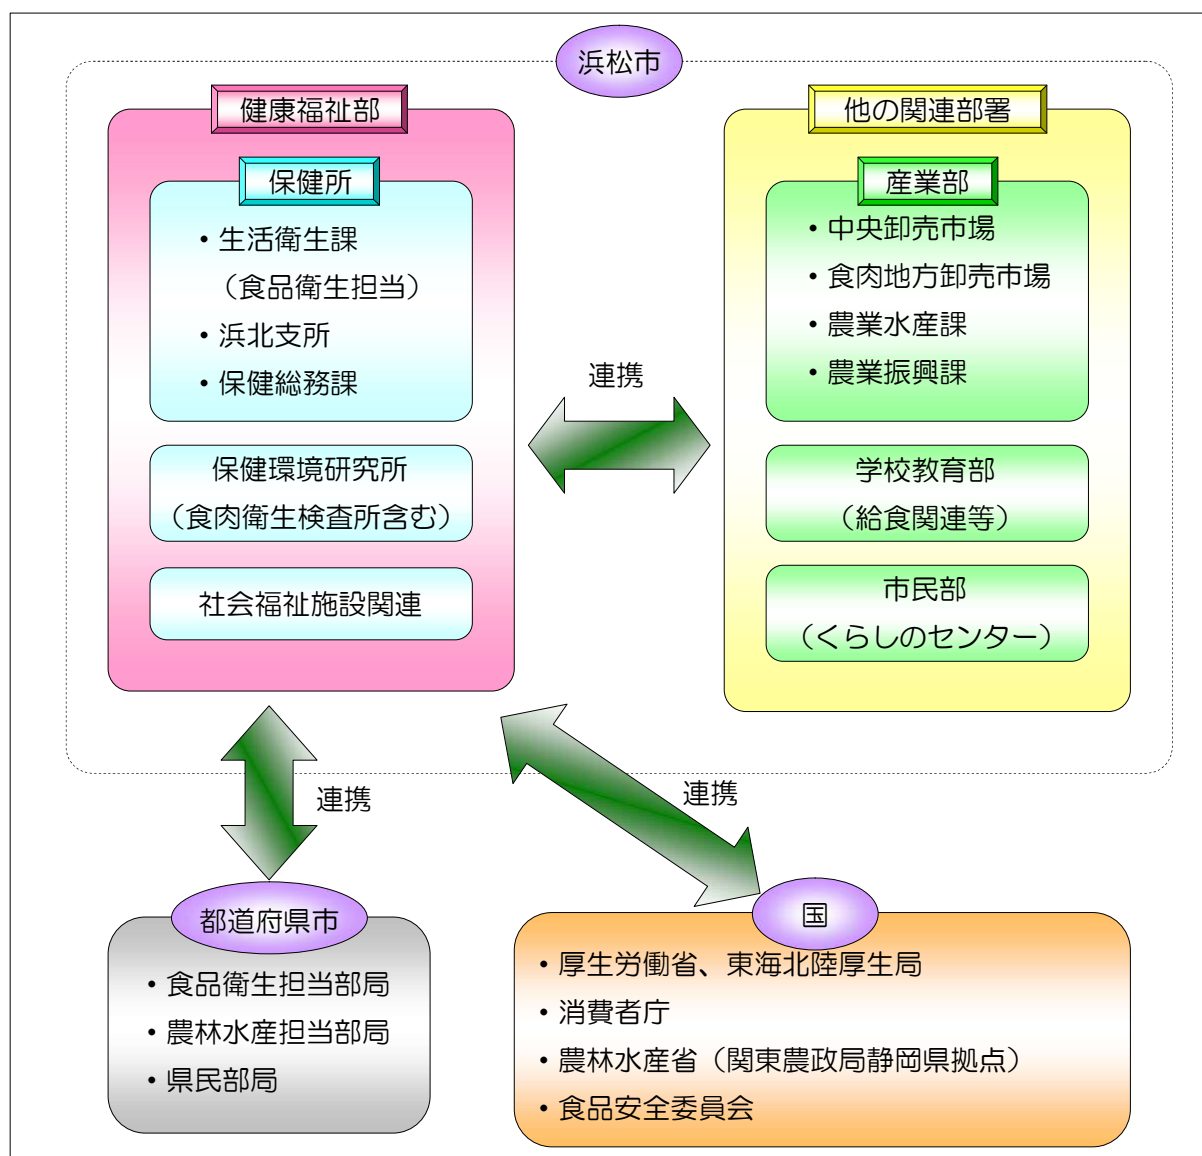 浜松市
健康福祉部
保健所
・生活衛生課
（食品衛生担当）
・浜北支所
・保健総務課
保健環境研究所
（食肉衛生検査所含む）
社会福祉施設関連
連携
他の関連部署
産業部
・中央卸売市場
・食肉地方卸売市場
・農業水産課
・農業振興課
学校教育部
（給食関連等）
市民部
（くらしのセンター）
連携
連携
都道府県市
・食品衛生担当部局
・農林水産担当部局
・県民部局
国
・厚生労働省、東海北陸厚生局
・消費者庁
・農林水産省（関東農政局静岡県拠点）
・食品安全委員会